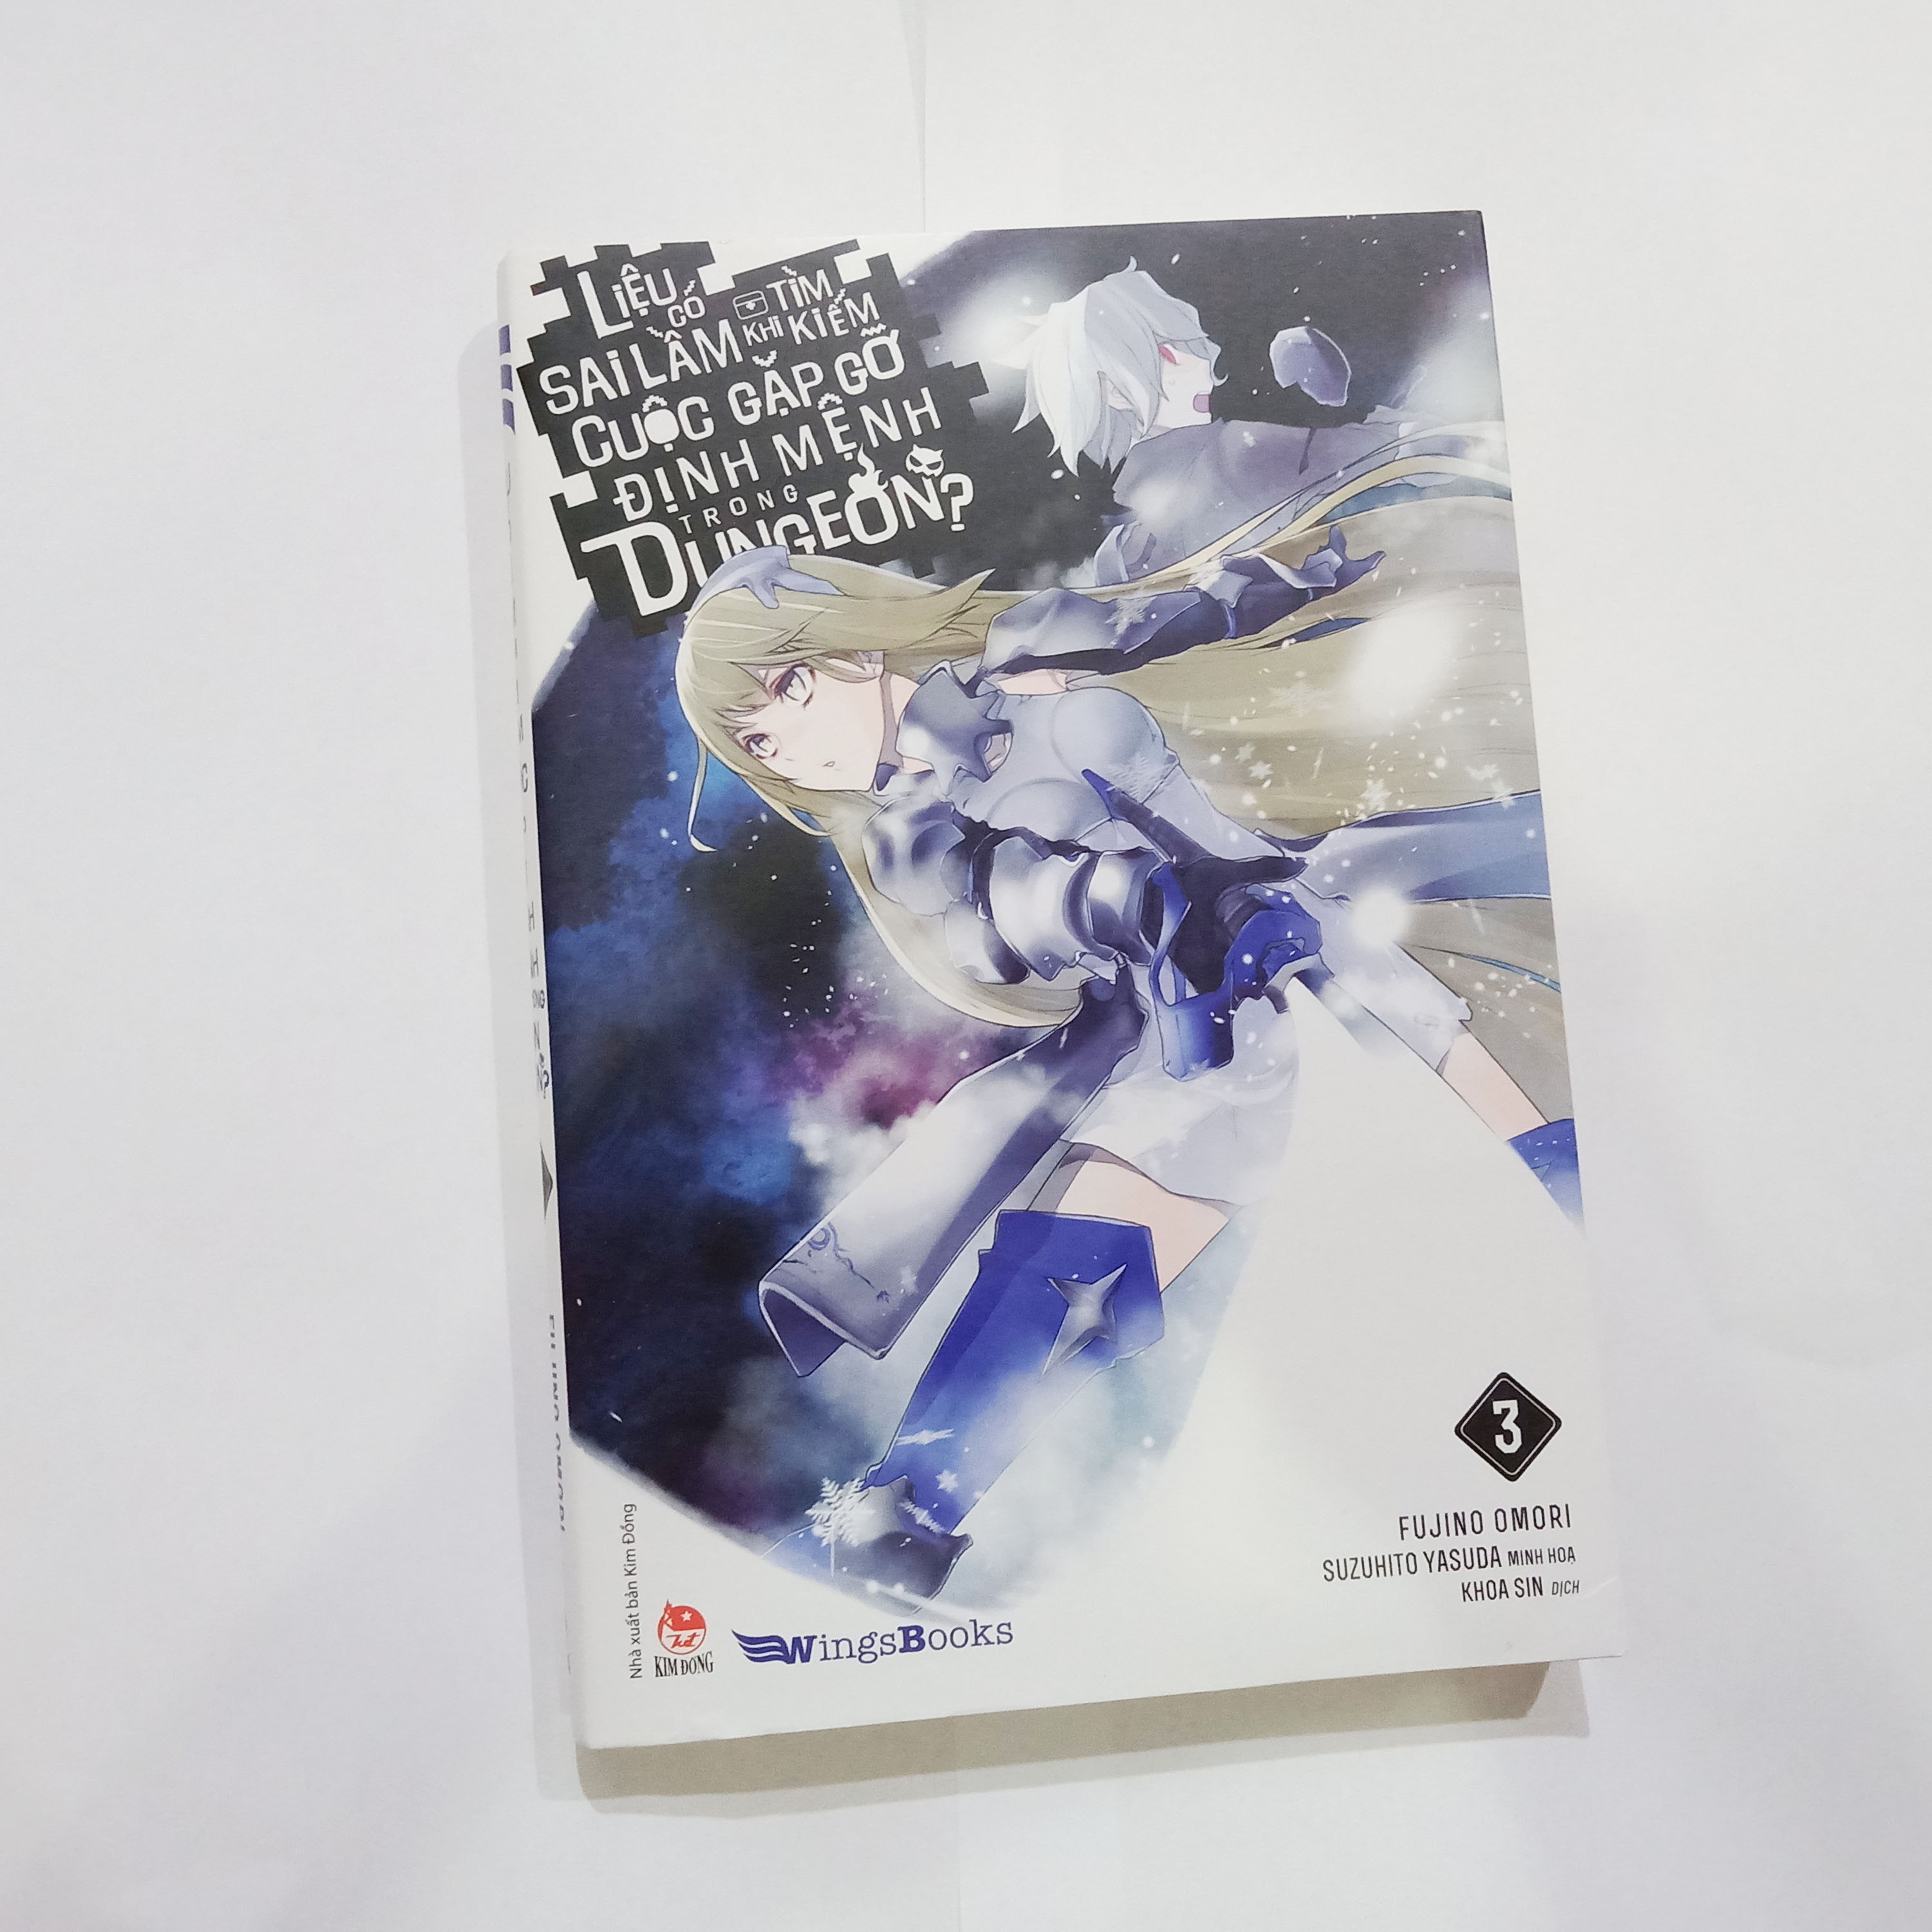 LIỆU CÓ
SAI LẦM KHI TÌM KIẾM
CUỘC GẶP GỠ
ĐỊNH MỆNH
TRONG
DUNGEON?
3
FUJINO OMORI
SUZUHITO YASUDA MINH HOẠ
KHOA SIN DỊCH
Nhà xuất bản Kim Đồng
KIM ĐỒNG
WingsBooks